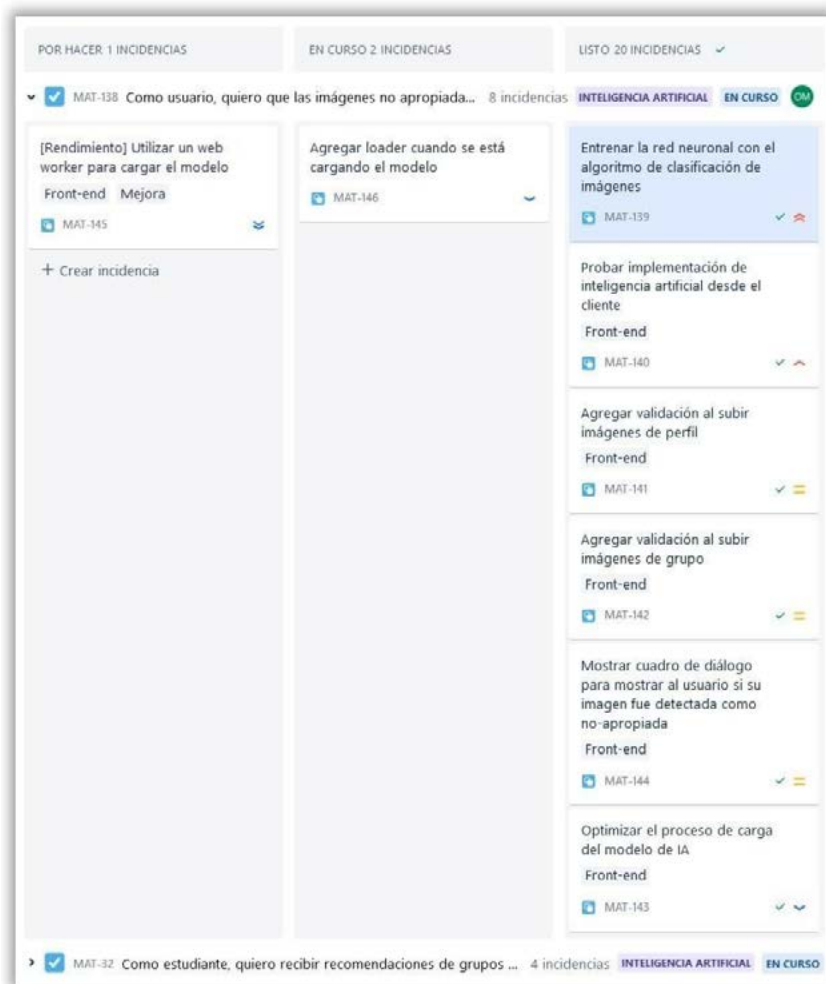 POR HACER 1 INCIDENCIAS
EN CURSO 2 INCIDENCIAS
LISTO 20 INCIDENCIAS
MAT-138 Como usuario, quiero que las imágenes no apropiada... 8 incidencias INTELIGENCIA ARTIFICIAL EN CURSO OM
[Rendimiento] Utilizar un web
worker para cargar el modelo
Front-end Mejora
MAT-145
+ Crear incidencia
Agregar loader cuando se está
cargando el modelo
MAT-146
Entrenar la red neuronal con el
algoritmo de clasificación de
imágenes
MAT-139
Probar implementación de
inteligencia artificial desde el
cliente
Front-end
MAT-140
Agregar validación al subir
imágenes de perfil
Front-end
MAT-141
Agregar validación al subir
imágenes de grupo
Front-end
MAT-142
Mostrar cuadro de diálogo
para mostrar al usuario si su
imagen fue detectada como
no-apropiada
Front-end
MAT-144
Optimizar el proceso de carga
del modelo de IA
Front-end
MAT-143
MAT-32 Como estudiante, quiero recibir recomendaciones de grupos ... 4 incidencias INTELIGENCIA ARTIFICIAL EN CURSO